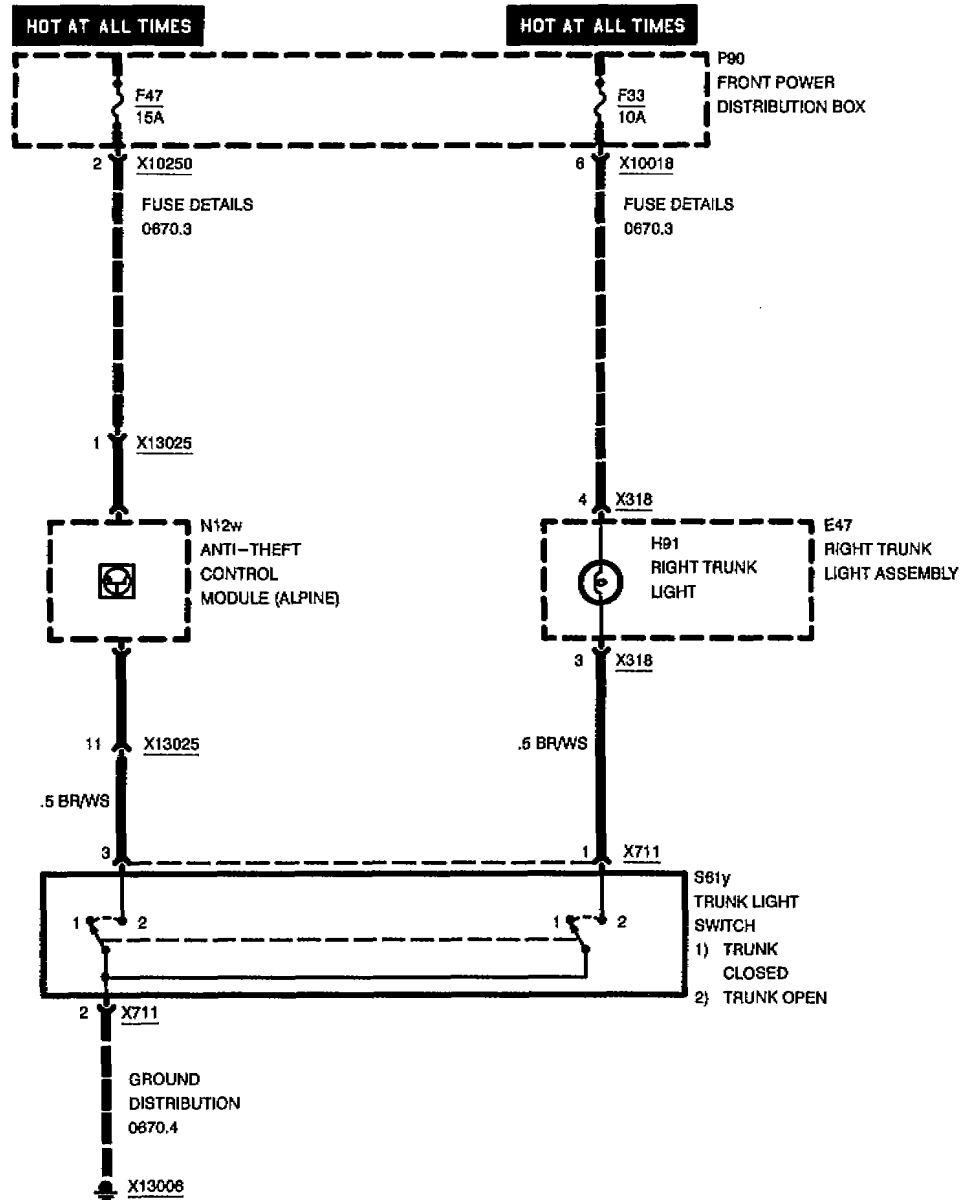 HOT AT ALL TIMES
HOT AT ALL TIMES
P90
FRONT POWER
DISTRIBUTION BOX
F47
15A
F33
10A
2 X10250
6 X10018
FUSE DETAILS
0670.3
FUSE DETAILS
0670.3
1 X13025
4 X318
N12w
ANTI-THEFT
CONTROL
MODULE (ALPINE)
H91
RIGHT TRUNK
LIGHT
E47
RIGHT TRUNK
LIGHT ASSEMBLY
3 X318
11 X13025
.5 BR/WS
.5 BR/WS
3
1 X711
S61y
TRUNK LIGHT
SWITCH
1) TRUNK
CLOSED
2) TRUNK OPEN
1 2
1 2
2 X711
GROUND
DISTRIBUTION
0670.4
X13006